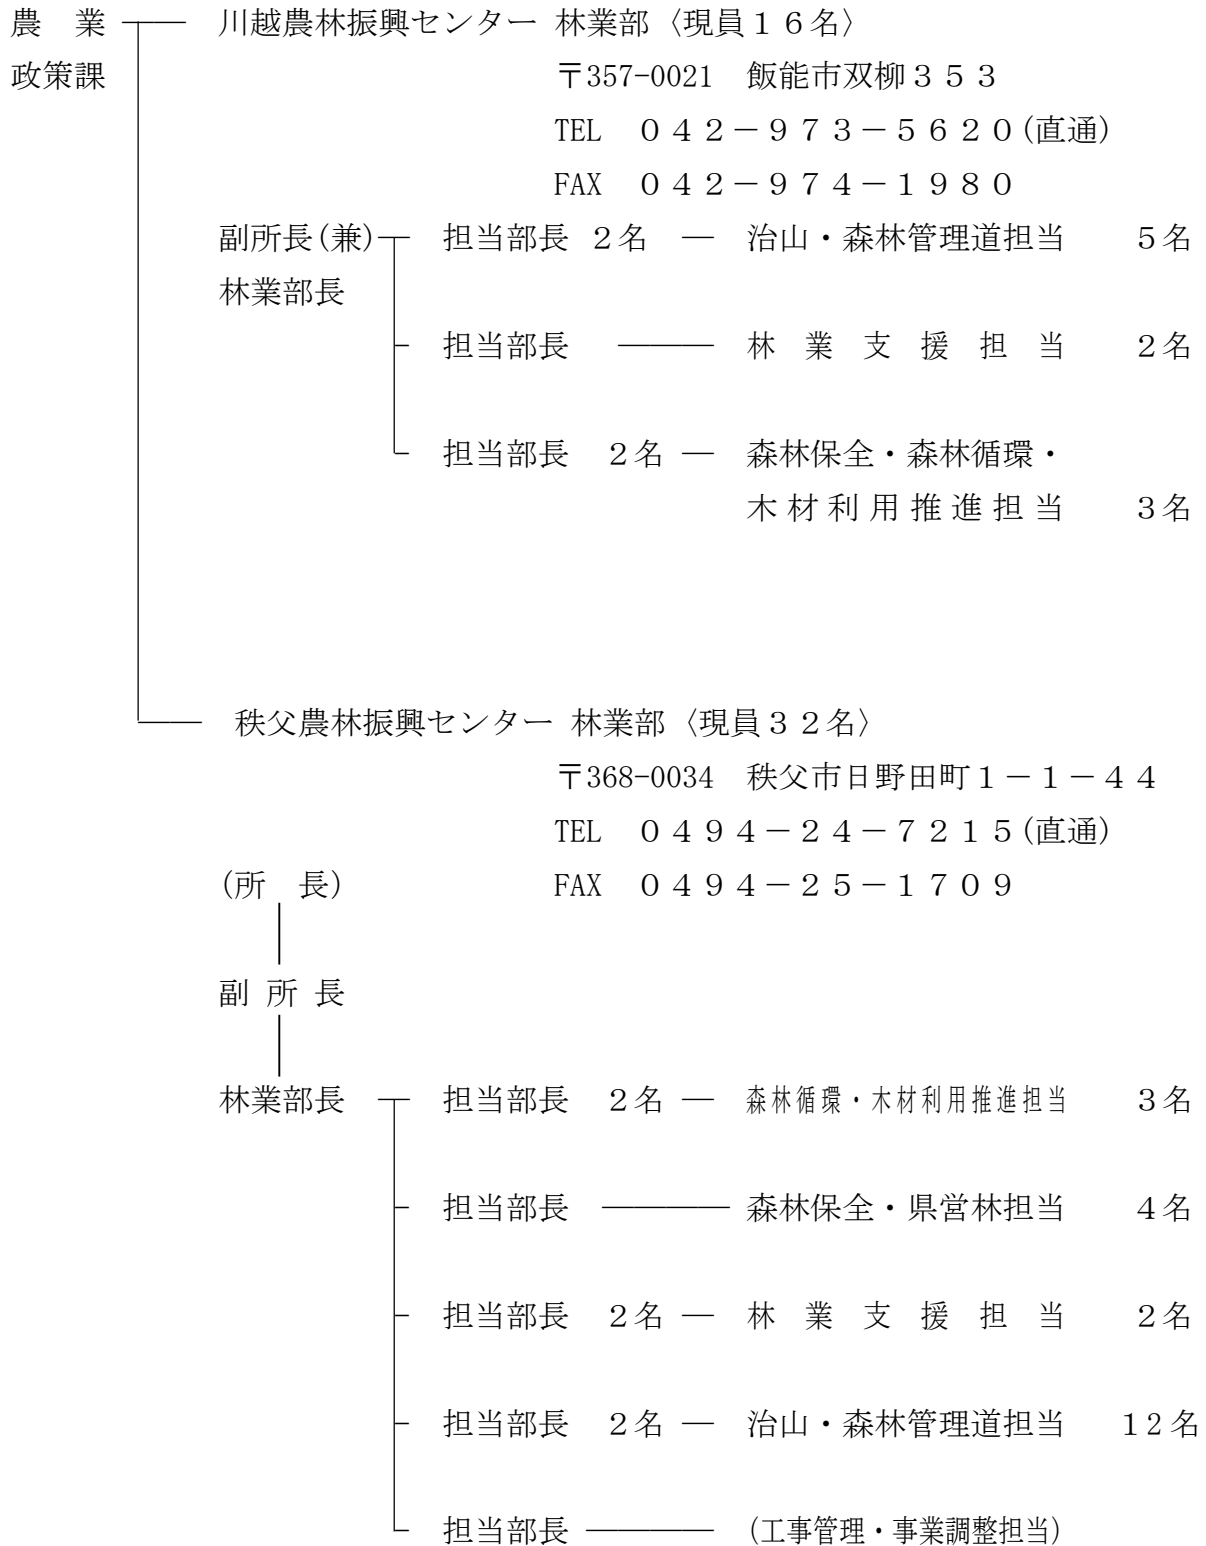 農　業　川越農林振興センター 林業部〈現員１６名〉
政策課　〒357-0021　飯能市双柳３５３
TEL　０４２－９７３－５６２０(直通)
FAX　０４２－９７４－１９８０
副所長(兼)　担当部長 ２名　―　治山・森林管理道担当　５名
林業部長
担当部長　―――　林　業　支　援　担　当　２名
担当部長　２名　―　森林保全・森林循環・
木材利用推進担当　３名
秩父農林振興センター 林業部〈現員３２名〉
〒368-0034　秩父市日野田町１－１－４４
TEL　０４９４－２４－７２１５(直通)
(所　長)　FAX　０４９４－２５－１７０９
副 所 長
林業部長　担当部長　２名　―　森林循環・木材利用推進担当　３名
担当部長　――――　森林保全・県営林担当　４名
担当部長　２名　―　林　業　支　援　担　当　２名
担当部長　２名　―　治山・森林管理道担当　１２名
担当部長　――――　(工事管理・事業調整担当)